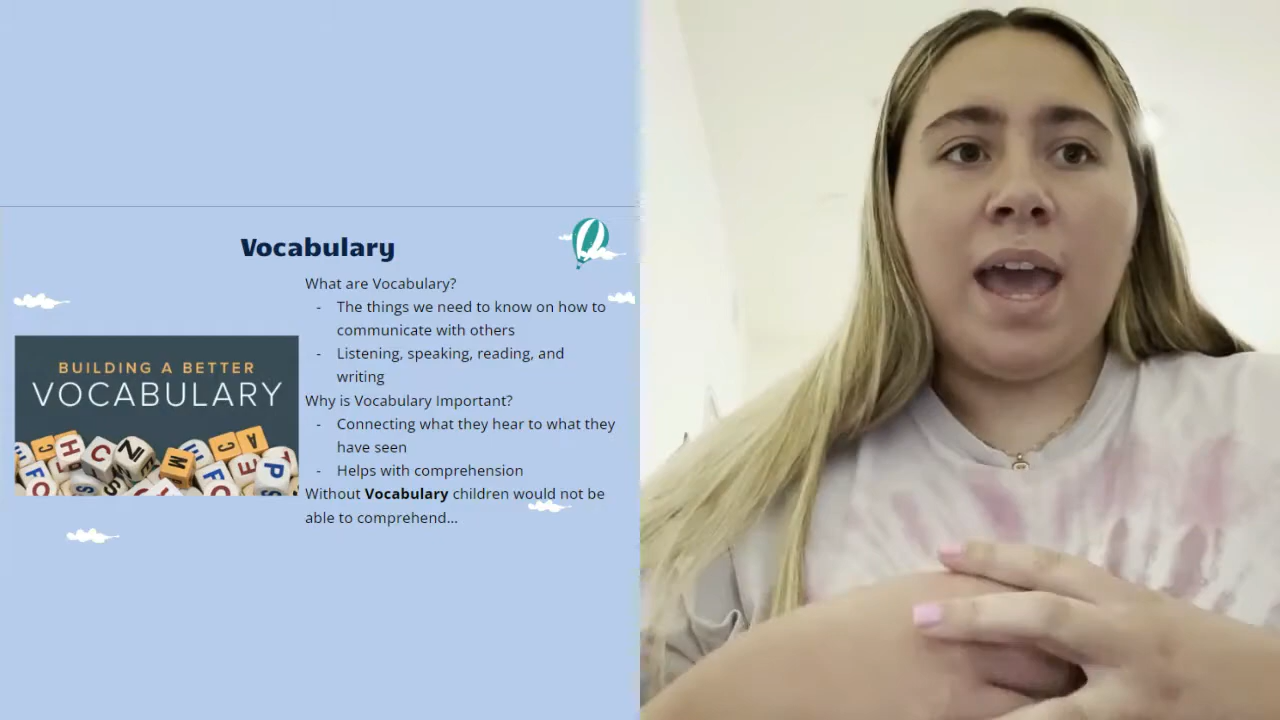 Vocabulary
What are Vocabulary?
- The things we need to know on how to
communicate with others
- Listening, speaking, reading, and
writing
Why is Vocabulary Important?
- Connecting what they hear to what they
have seen
- Helps with comprehension
Without Vocabulary children would not be
able to comprehend...
BUILDING A BETTER
VOCABULARY